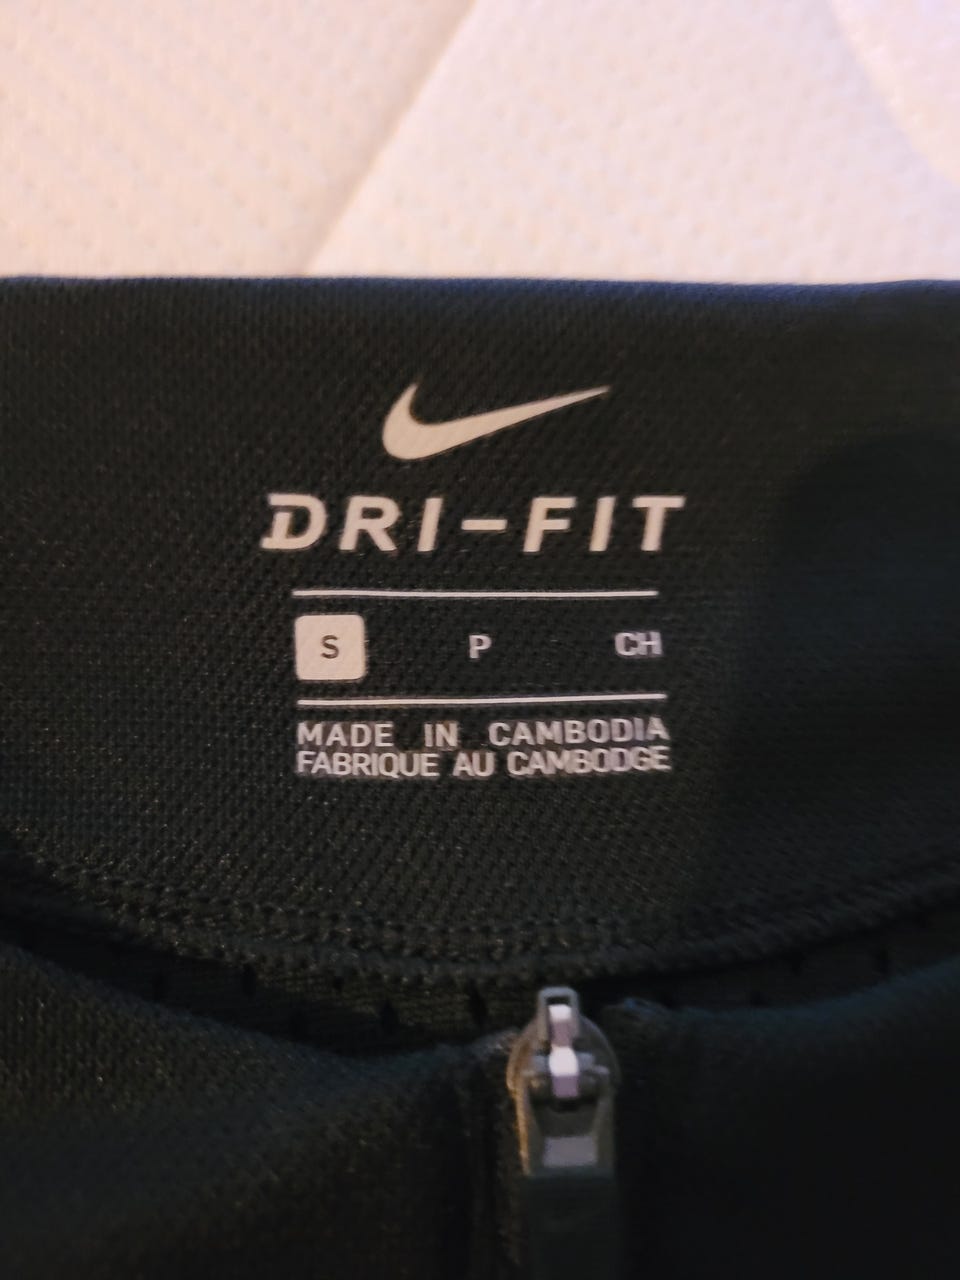 DRI-FIT
S P CH
MADE IN CAMBODIA
FABRIQUE AU CAMBODGE